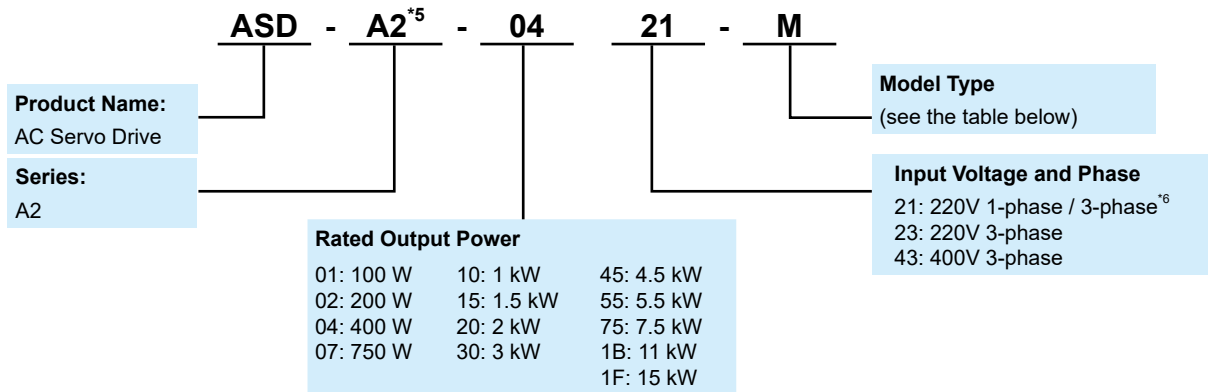 ASD - A2*5 - 04 21 - M
Product Name:
AC Servo Drive
Series:
A2
Rated Output Power
01: 100 W 10: 1 kW 45: 4.5 kW
02: 200 W 15: 1.5 kW 55: 5.5 kW
04: 400 W 20: 2 kW 75: 7.5 kW
07: 750 W 30: 3 kW 1B: 11 kW
1F: 15 kW
Model Type
(see the table below)
Input Voltage and Phase
21: 220V 1-phase / 3-phase*6
23: 220V 3-phase
43: 400V 3-phase